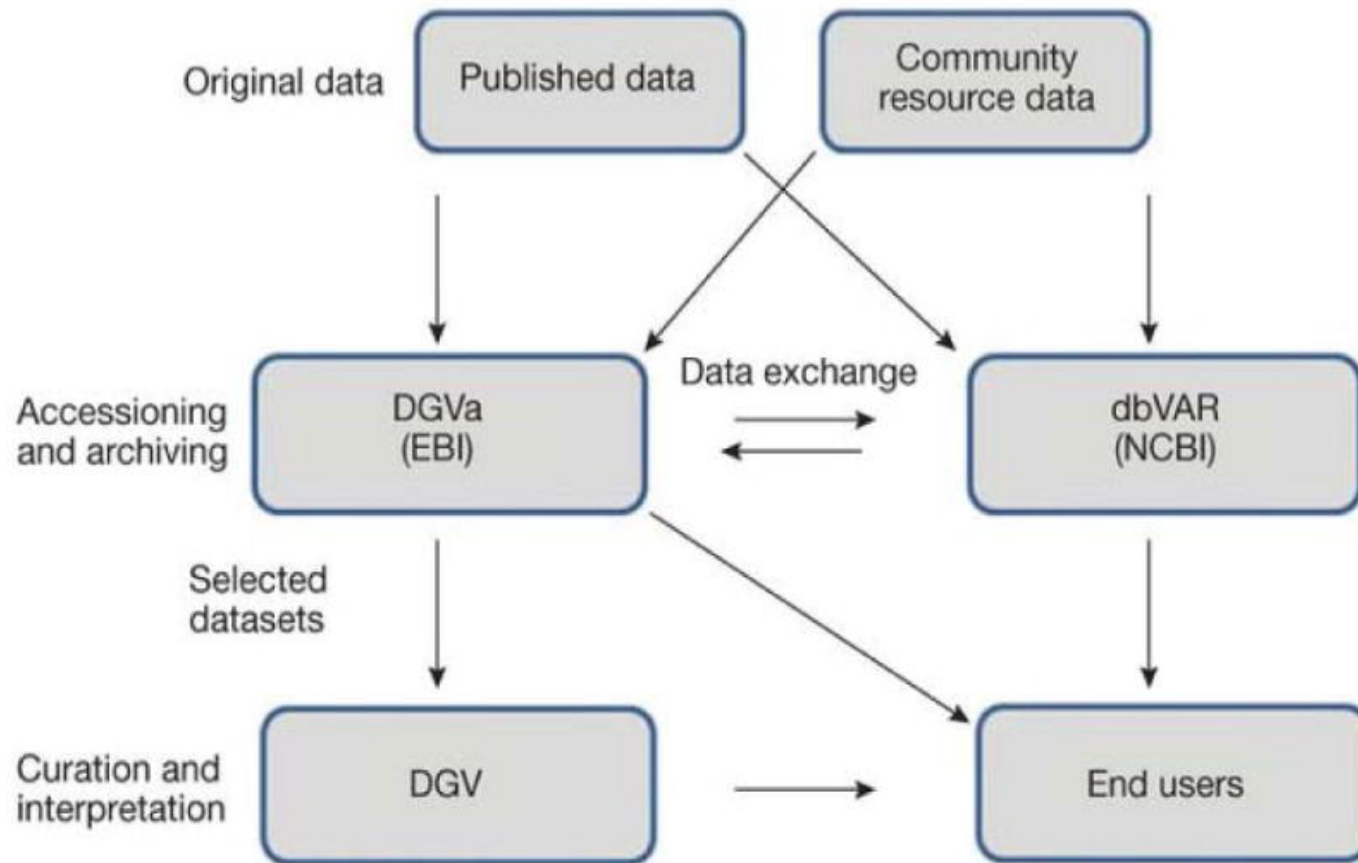 Original data
Published data
Community
resource data
Data exchange
Accessioning
and archiving
DGVa
(EBI)
dbVAR
(NCBI)
Selected
datasets
Curation and
interpretation
DGV
End users